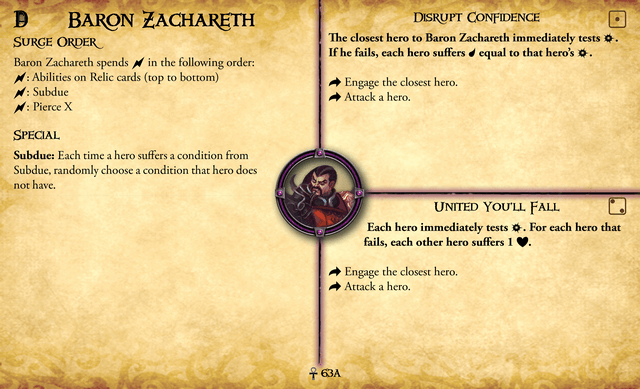 D BARON ZACHARETH
SURGE ORDER
Baron Zachareth spends in the following order:
: Abilities on Relic cards (top to bottom)
: Subdue
: Pierce X
SPECIAL
Subdue: Each time a hero suffers a condition from
Subdue, randomly choose a condition that hero does
not have.
DISRUPT CONFIDENCE
The closest hero to Baron Zachareth immediately tests .
If he fails, each hero suffers equal to that hero's .
Engage the closest hero.
Attack a hero.
UNITED YOU'LL FALL
Each hero immediately tests . For each hero that
fails, each other hero suffers 1 .
Engage the closest hero.
Attack a hero.
63A